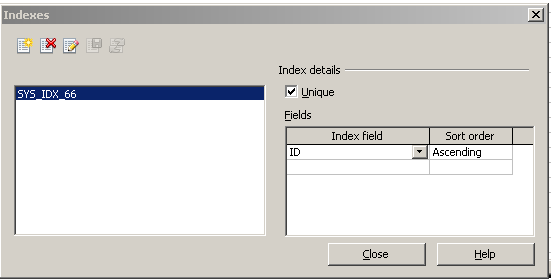 Indexes
Index details
SYS_IDX_66
Unique
Fields
Index field Sort order
ID Ascending
Close Help